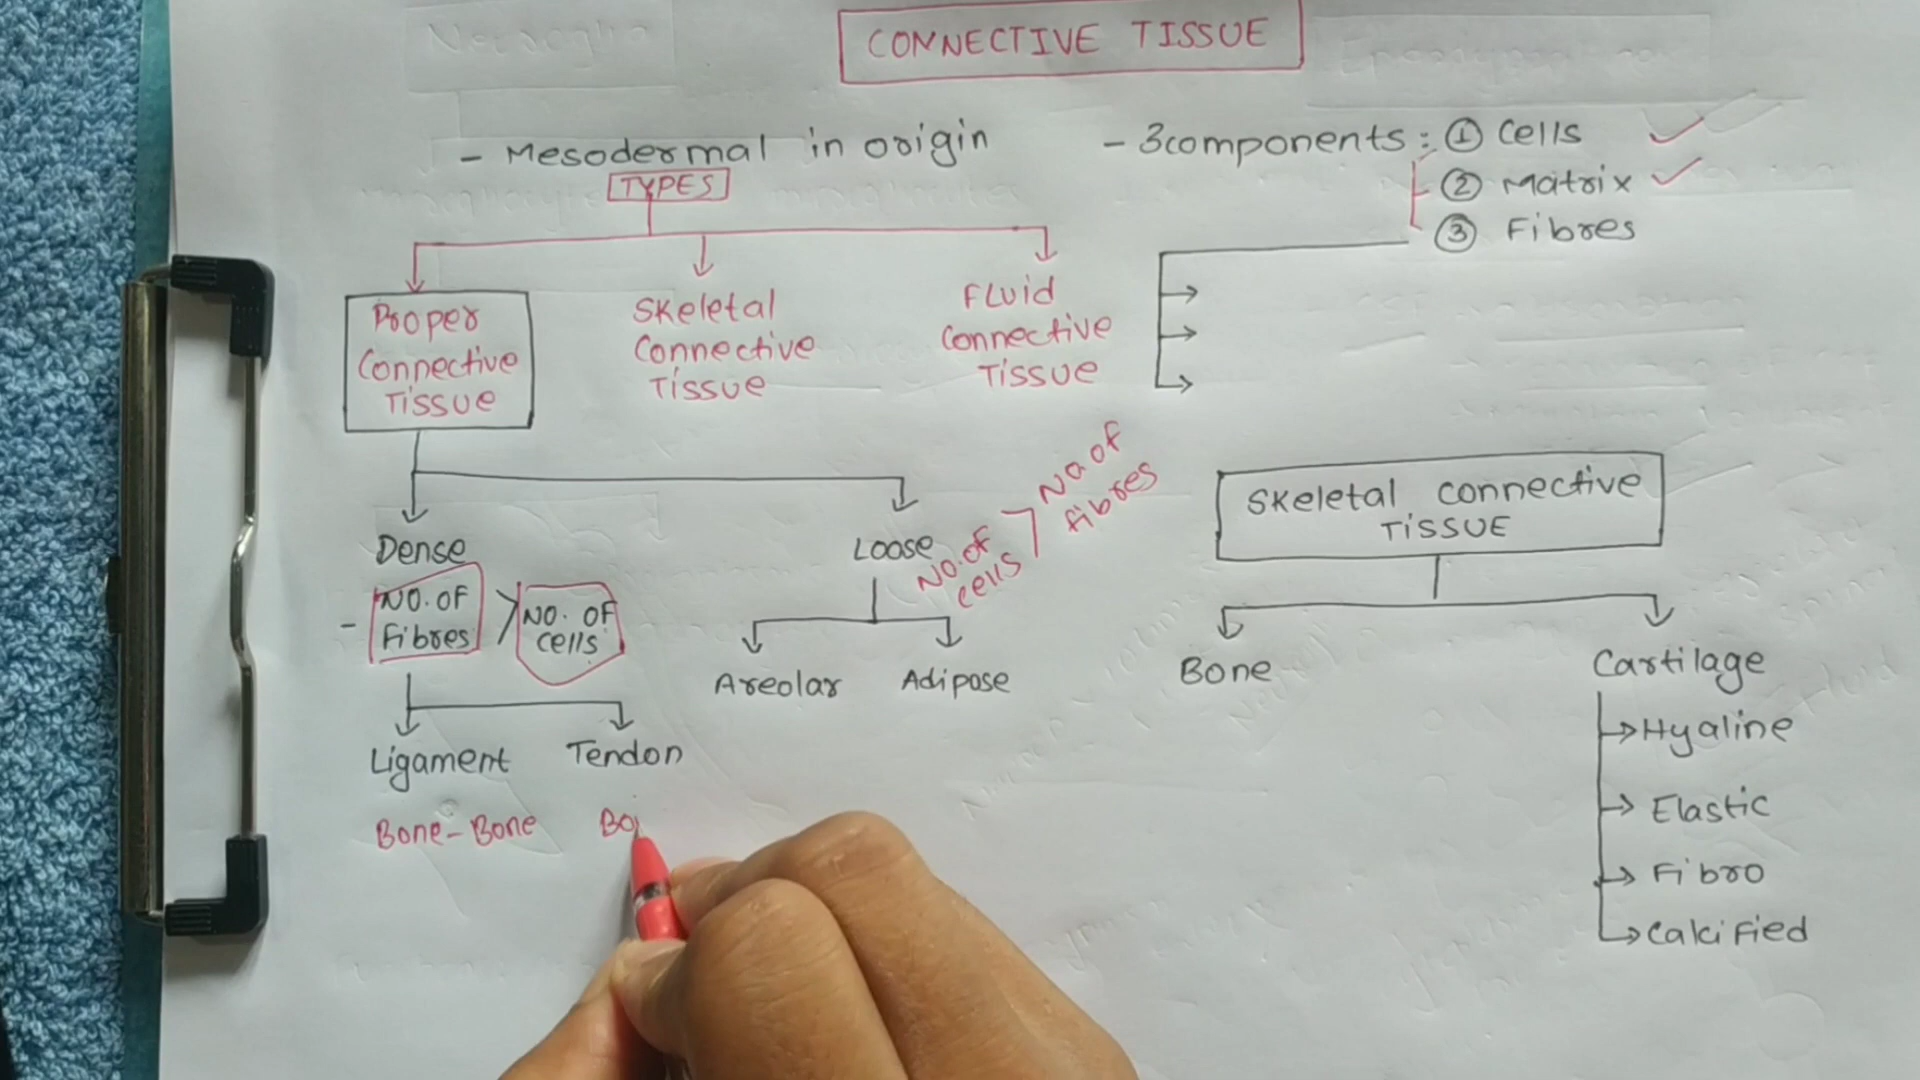 CONNECTIVE TISSUE
- Mesodermal in origin
- 3components : ① Cells
② Matrix
③ Fibres
TYPES
Proper
Connective
Tissue
Skeletal
Connective
Tissue
FLuid
Connective
Tissue
Dense
- NO. OF
Fibres > NO. OF
cells
Ligament
Tendon
Bone - Bone
Bo
Loose
No. of
cells > No of
fibres
Areolar
Adipose
Skeletal connective
TISSUE
Bone
Cartilage
Hyaline
Elastic
Fibro
Calcified